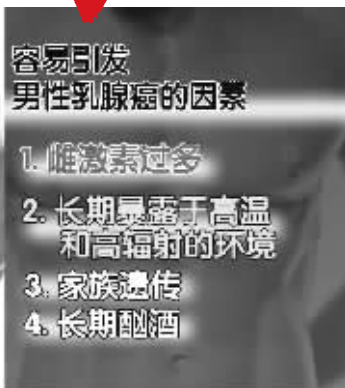 容易引发
男性乳腺癌的因素
1. 雌激素过多
2. 长期暴露于高温
和高辐射的环境
3. 家族遗传
4. 长期酗酒